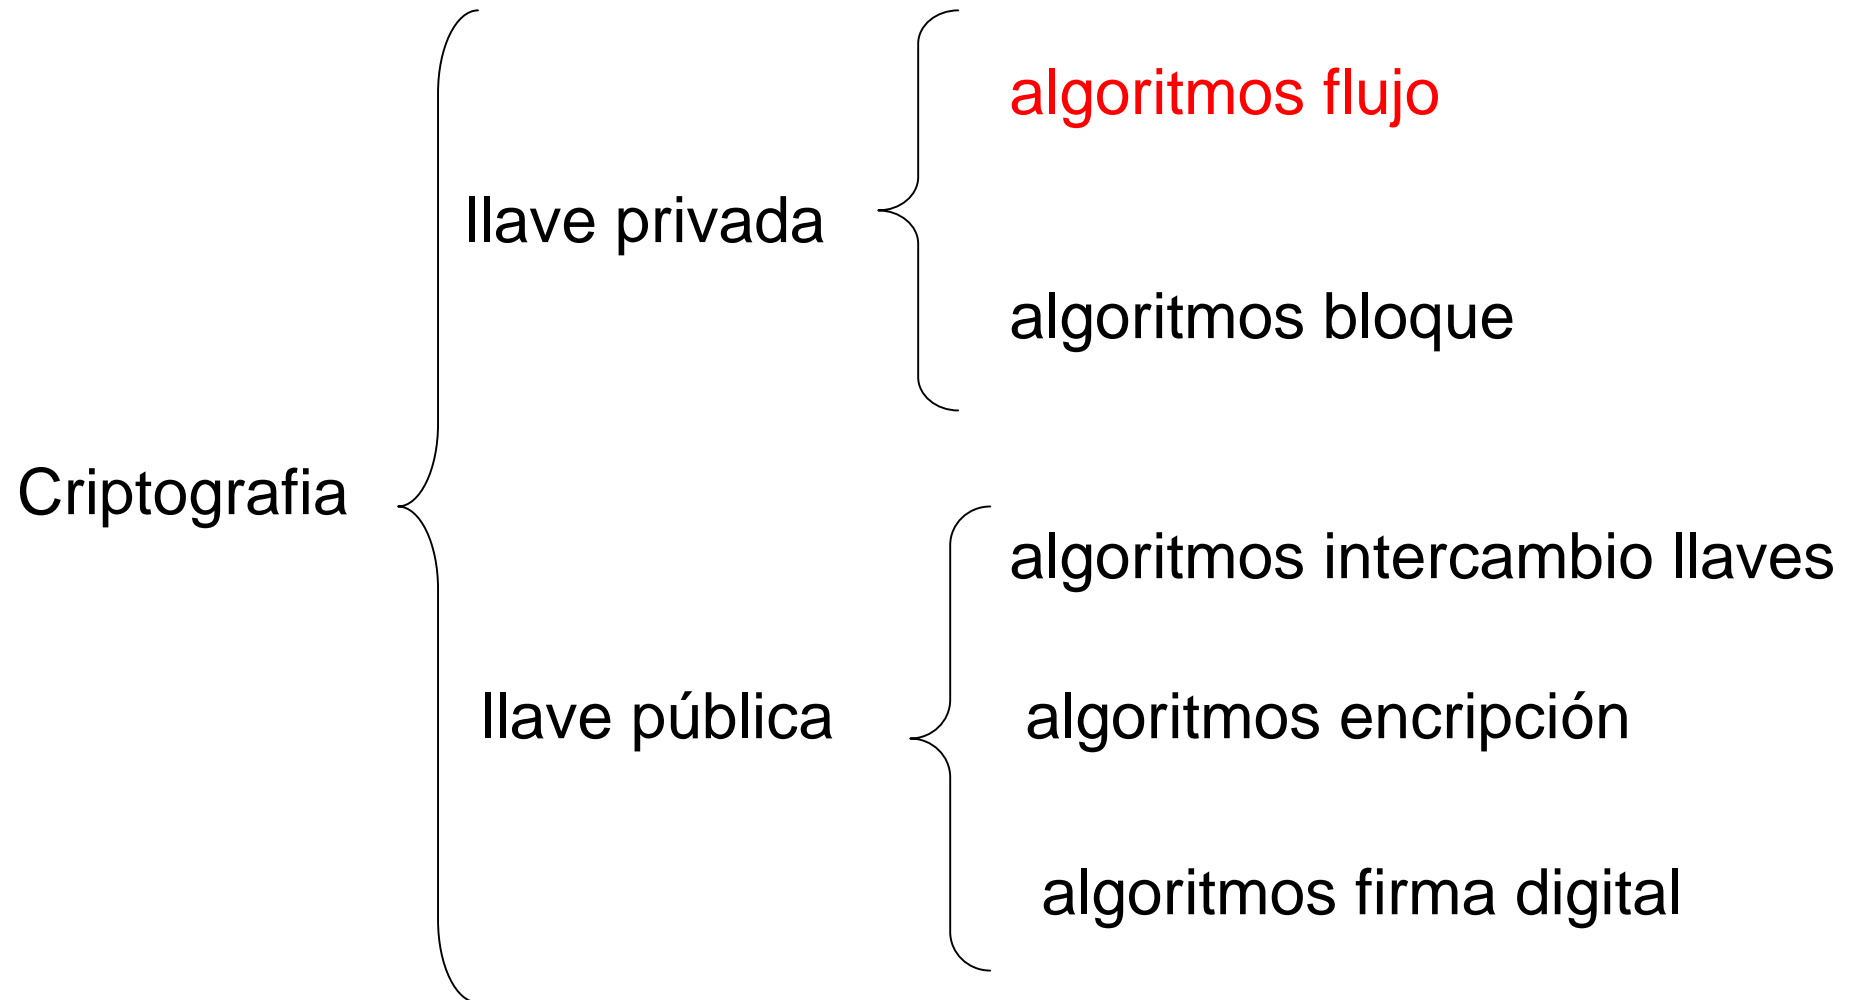 algoritmos flujo
llave privada
algoritmos bloque
Criptografia
algoritmos intercambio llaves
llave pública
algoritmos encripción
algoritmos firma digital